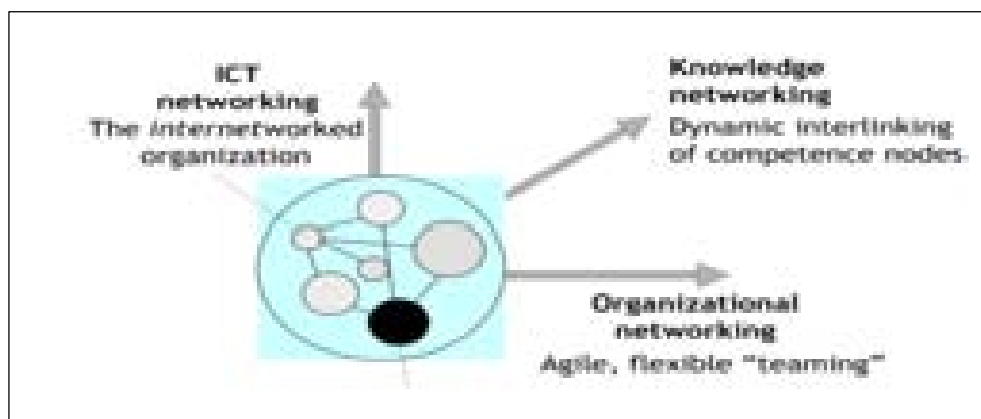 ICT
networking
The internetworked
organization
Knowledge
networking
Dynamic interlinking
of competence nodes
Organizational
networking
Agile, flexible “teaming”